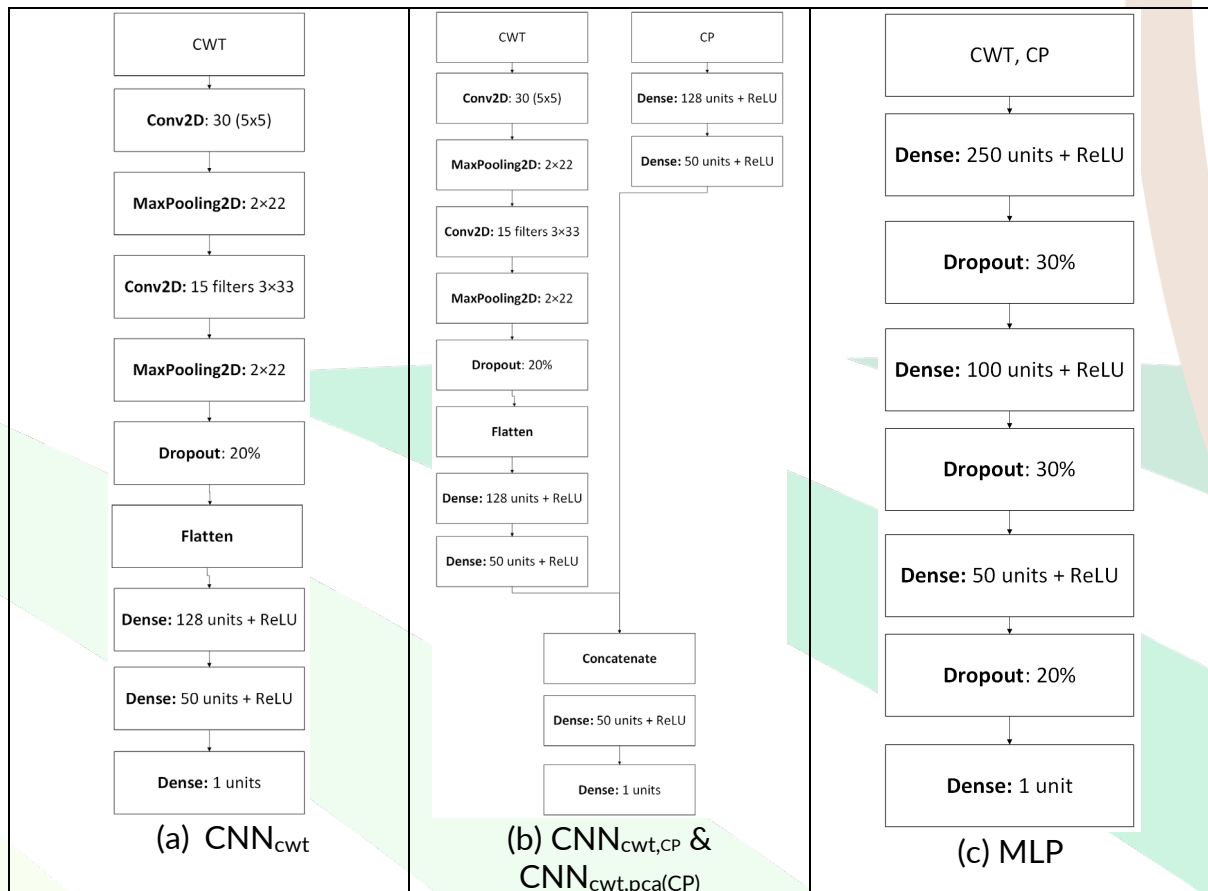 CWT
Conv2D: 30 (5x5)
MaxPooling2D: 2×22
Conv2D: 15 filters 3×33
MaxPooling2D: 2×22
Dropout: 20%
Flatten
Dense: 128 units + ReLU
Dense: 50 units + ReLU
Dense: 1 units
(a) CNNcwt
CWT
Conv2D: 30 (5x5)
MaxPooling2D: 2×22
Conv2D: 15 filters 3×33
MaxPooling2D: 2×22
Dropout: 20%
Flatten
Dense: 128 units + ReLU
Dense: 50 units + ReLU
CP
Dense: 128 units + ReLU
Dense: 50 units + ReLU
Concatenate
Dense: 50 units + ReLU
Dense: 1 units
(b) CNNcwt,CP &
CNNcwt,pca(CP)
CWT, CP
Dense: 250 units + ReLU
Dropout: 30%
Dense: 100 units + ReLU
Dropout: 30%
Dense: 50 units + ReLU
Dropout: 20%
Dense: 1 unit
(c) MLP